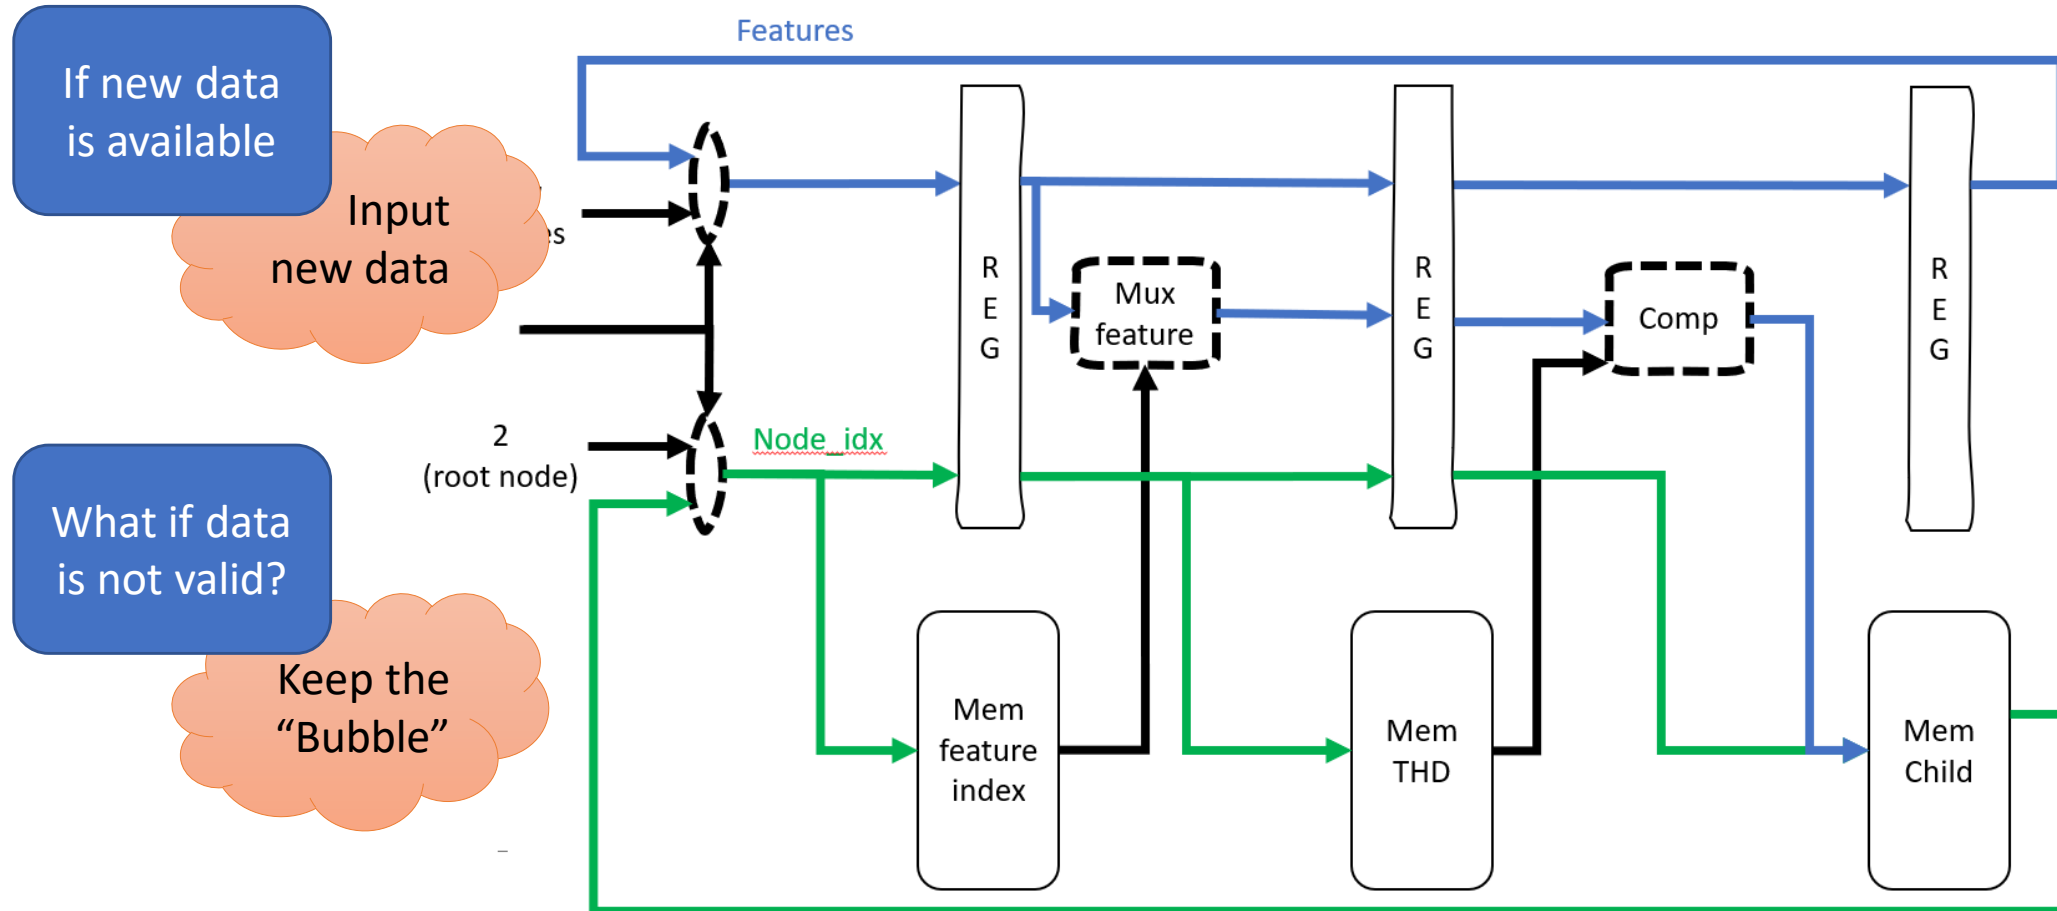 Features
If new data
is available
Input
new data
es
2
(root node)
Node_idx
What if data
is not valid?
Keep the
“Bubble”
R
E
G
Mux
feature
R
E
G
Comp
R
E
G
Mem
feature
index
Mem
THD
Mem
Child